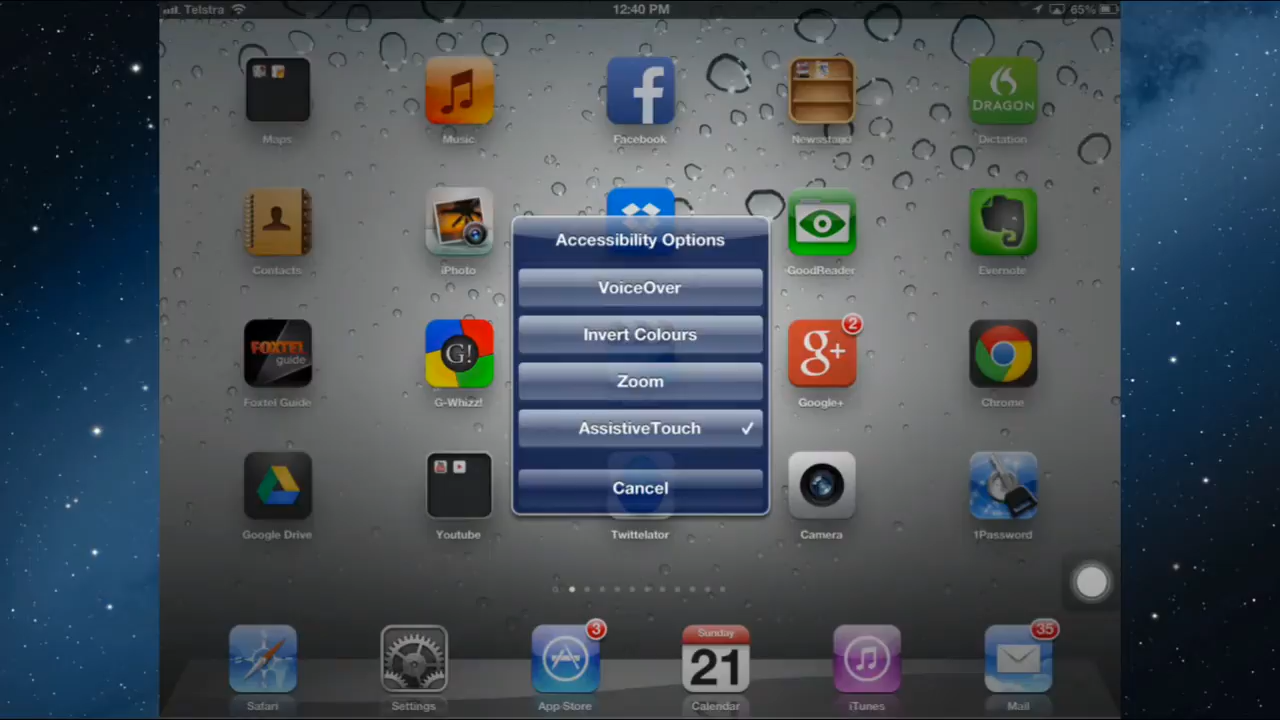 Telstra
12:40 PM
65%
Maps
Music
Facebook
Newsstand
DRAGON
Dictation
Contacts
iPhoto
GoodReader
Evernote
Accessibility Options
VoiceOver
Invert Colours
Zoom
AssistiveTouch
Cancel
FOXTEL
guide
Foxtel Guide
G!
G-Whizz!
g+
2
Google+
Chrome
Google Drive
Youtube
Twittelator
Camera
1Password
Safari
Settings
3
App Store
Sunday
21
Calendar
iTunes
35
Mail